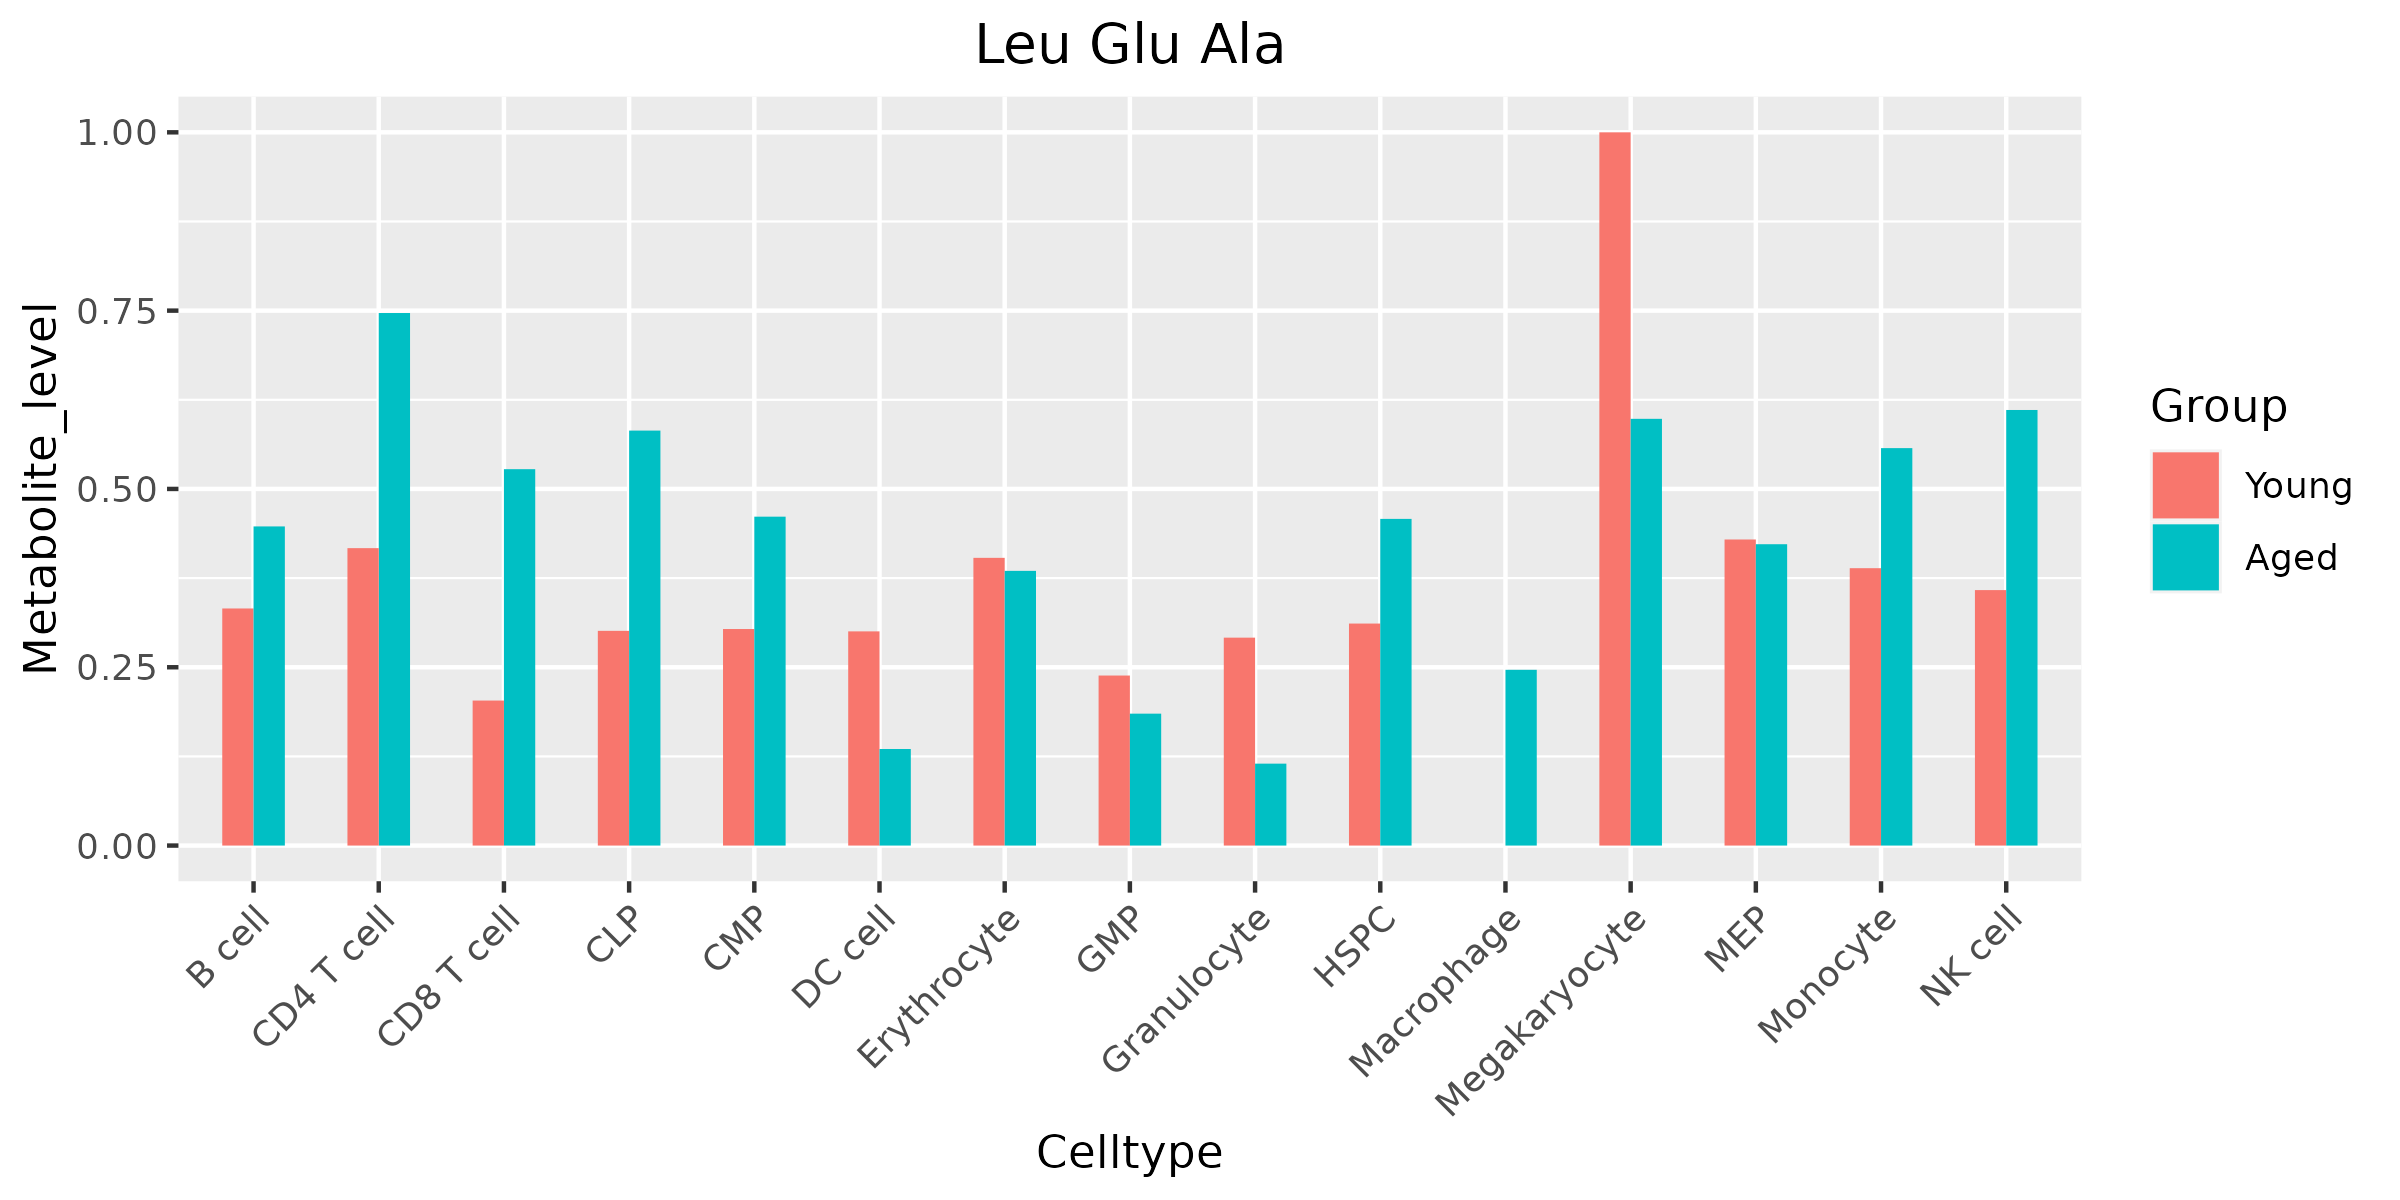 Leu Glu Ala
Metabolite_level
1.00
0.75
0.50
0.25
0.00
B cell
CD4 T cell
CD8 T cell
CLP
CMP
DC cell
Erythrocyte
GMP
Granulocyte
HSPC
Macrophage
Megakaryocyte
MEP
Monocyte
NK cell
Celltype
Group
Young
Aged